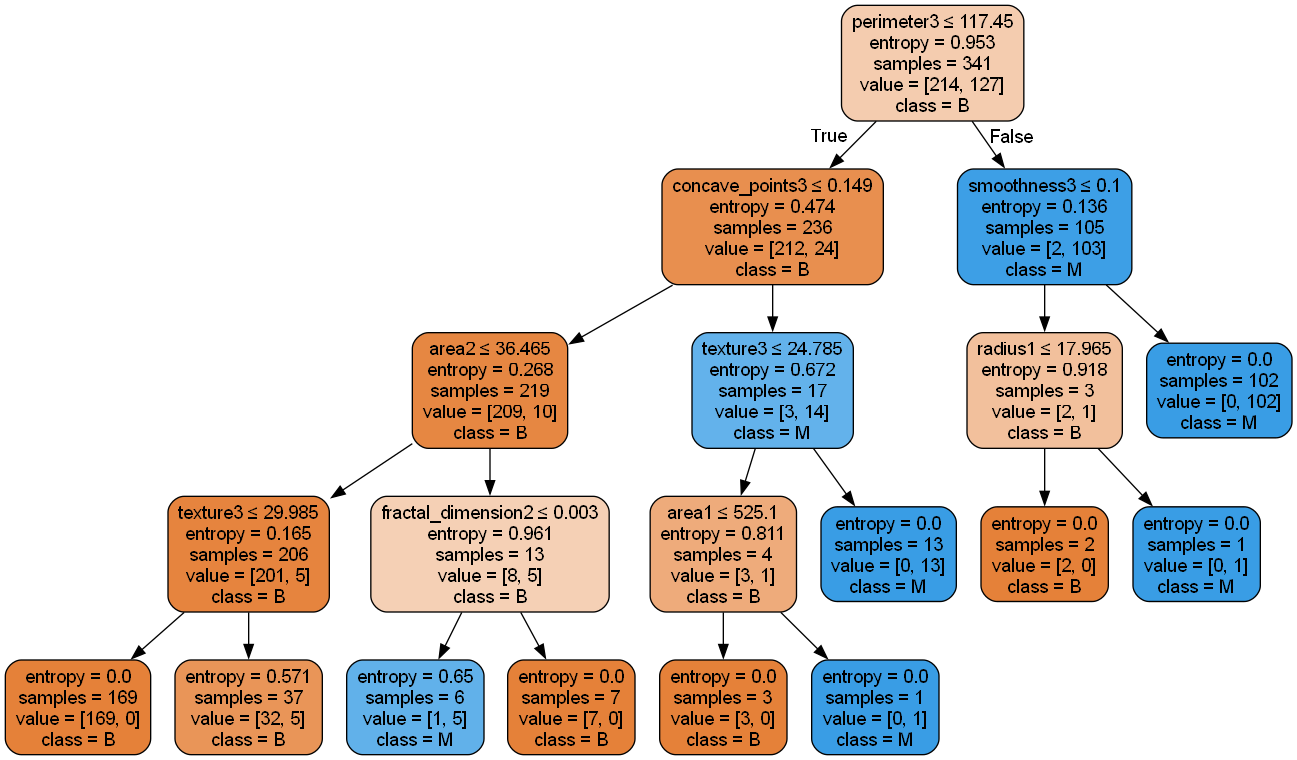 perimeter3 ≤ 117.45
entropy = 0.953
samples = 341
value = [214, 127]
class = B
True
False
concave_points3 ≤ 0.149
entropy = 0.474
samples = 236
value = [212, 24]
class = B
smoothness3 ≤ 0.1
entropy = 0.136
samples = 105
value = [2, 103]
class = M
area2 ≤ 36.465
entropy = 0.268
samples = 219
value = [209, 10]
class = B
texture3 ≤ 24.785
entropy = 0.672
samples = 17
value = [3, 14]
class = M
radius1 ≤ 17.965
entropy = 0.918
samples = 3
value = [2, 1]
class = B
entropy = 0.0
samples = 102
value = [0, 102]
class = M
texture3 ≤ 29.985
entropy = 0.165
samples = 206
value = [201, 5]
class = B
fractal_dimension2 ≤ 0.003
entropy = 0.961
samples = 13
value = [8, 5]
class = B
area1 ≤ 525.1
entropy = 0.811
samples = 4
value = [3, 1]
class = B
entropy = 0.0
samples = 13
value = [0, 13]
class = M
entropy = 0.0
samples = 2
value = [2, 0]
class = B
entropy = 0.0
samples = 1
value = [0, 1]
class = M
entropy = 0.0
samples = 169
value = [169, 0]
class = B
entropy = 0.571
samples = 37
value = [32, 5]
class = B
entropy = 0.65
samples = 6
value = [1, 5]
class = M
entropy = 0.0
samples = 7
value = [7, 0]
class = B
entropy = 0.0
samples = 3
value = [3, 0]
class = B
entropy = 0.0
samples = 1
value = [0, 1]
class = M